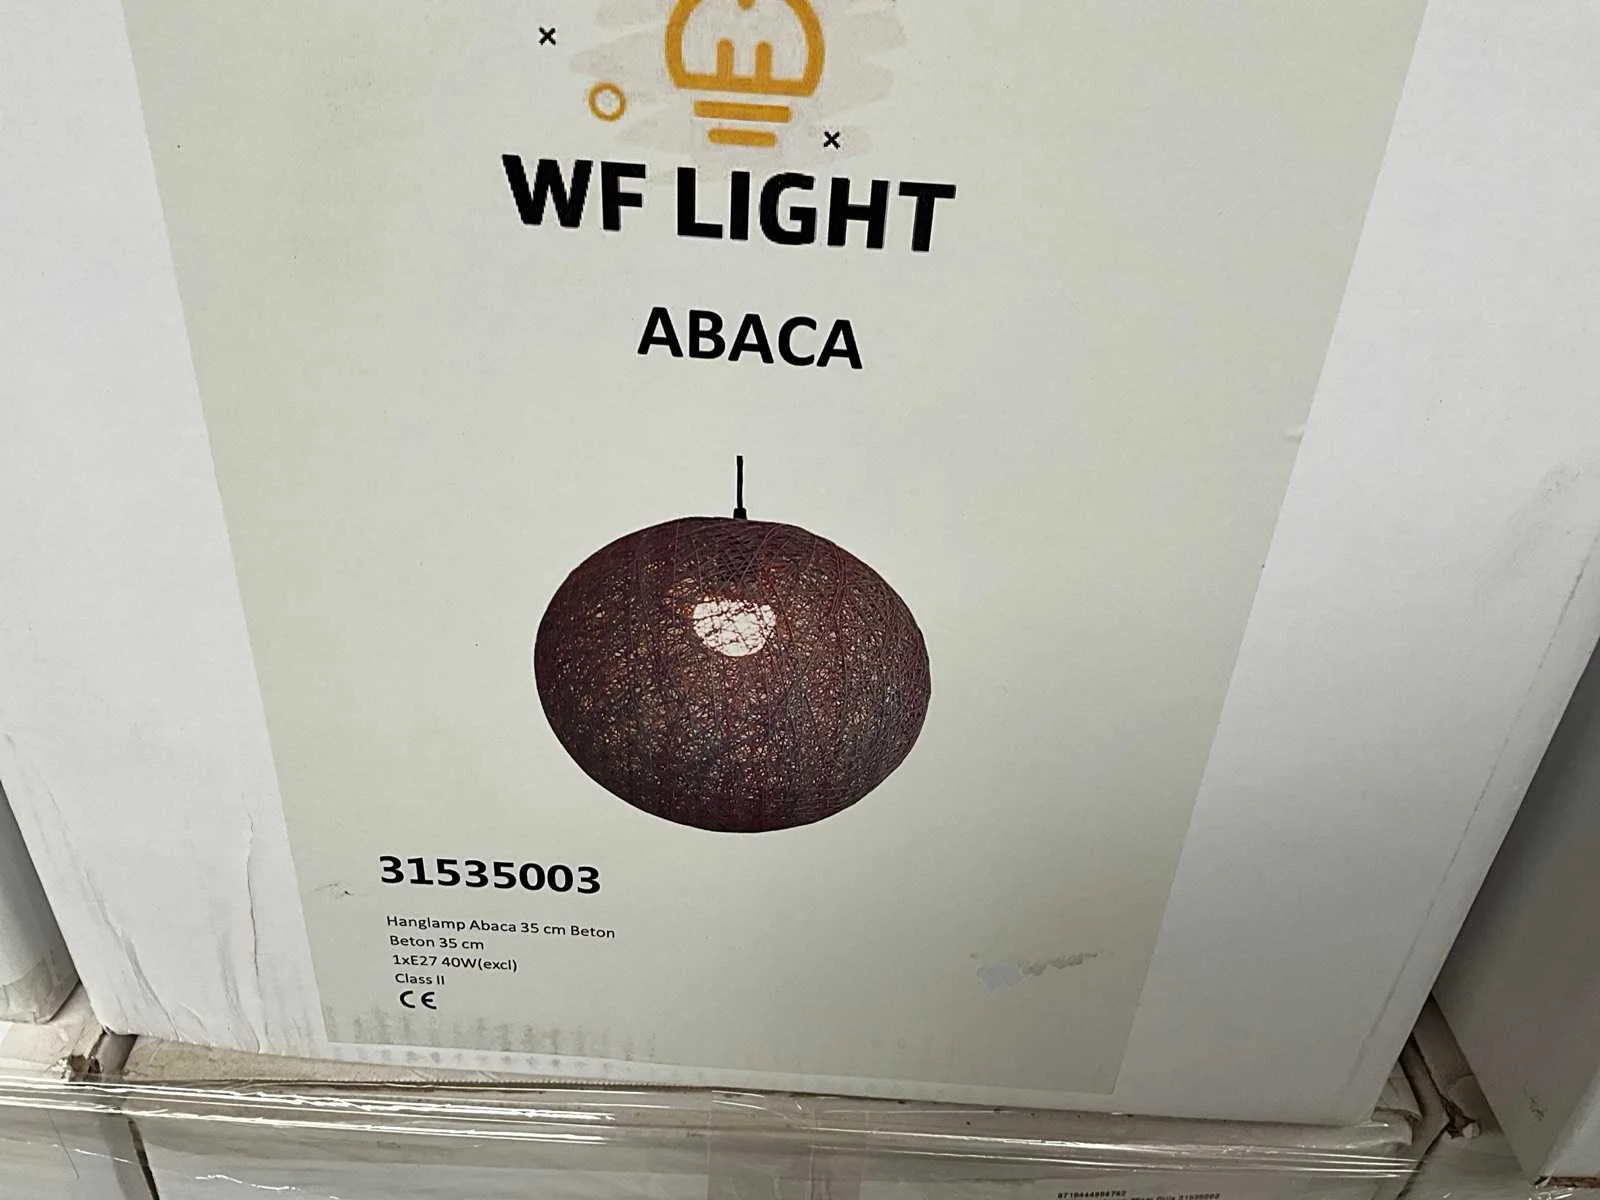 WF LIGHT
ABACA
31535003
Hanglamp Abaca 35 cm Beton
Beton 35 cm
1xE27 40W(excl)
Class II
CE